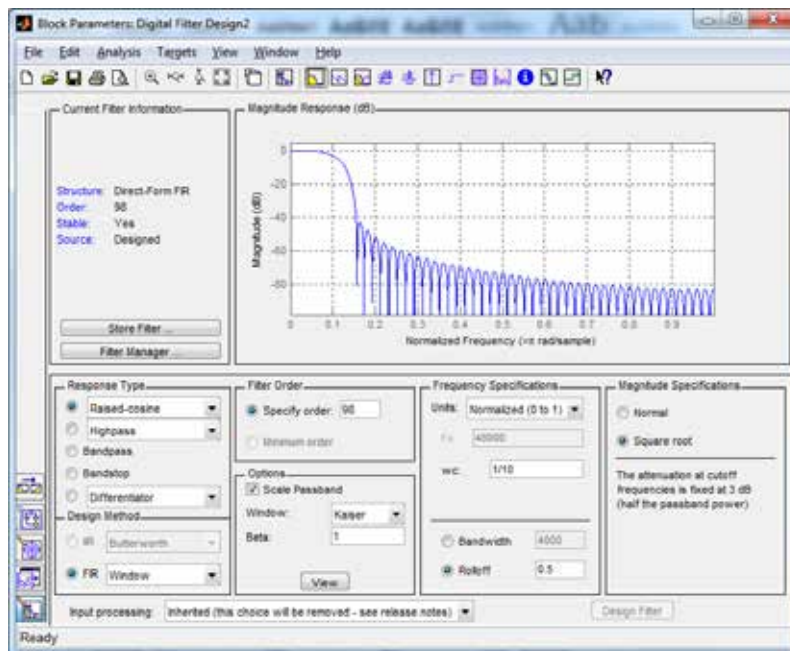 Block Parameters: Digital Filter Design2
File Edit Analysis Targets View Window Help
Current Filter Information
Structure: Direct-Form FIR
Order: 98
Stable: Yes
Source: Designed
Store Filter ...
Filter Manager ...
Magnitude Response (dB)
Magnitude (dB)
0
-20
-40
-60
-80
0 0.1 0.2 0.3 0.4 0.5 0.6 0.7 0.8 0.9
Normalized Frequency (×π rad/sample)
Response Type
Raised-cosine
Highpass
Bandpass
Bandstop
Differentiator
Design Method
IIR Butterworth
FIR Window
Filter Order
Specify order: 98
Minimum order
Options
Scale Passband
Window: Kaiser
Beta: 1
View
Frequency Specifications
Units: Normalized (0 to 1)
Fs: 48000
wc: 1/10
Bandwidth 4000
Rolloff 0.5
Magnitude Specifications
Normal
Square root
The attenuation at cutoff
frequencies is fixed at 3 dB
(half the passband power)
Input processing: Inherited (this choice will be removed - see release notes)
Design Filter
Ready